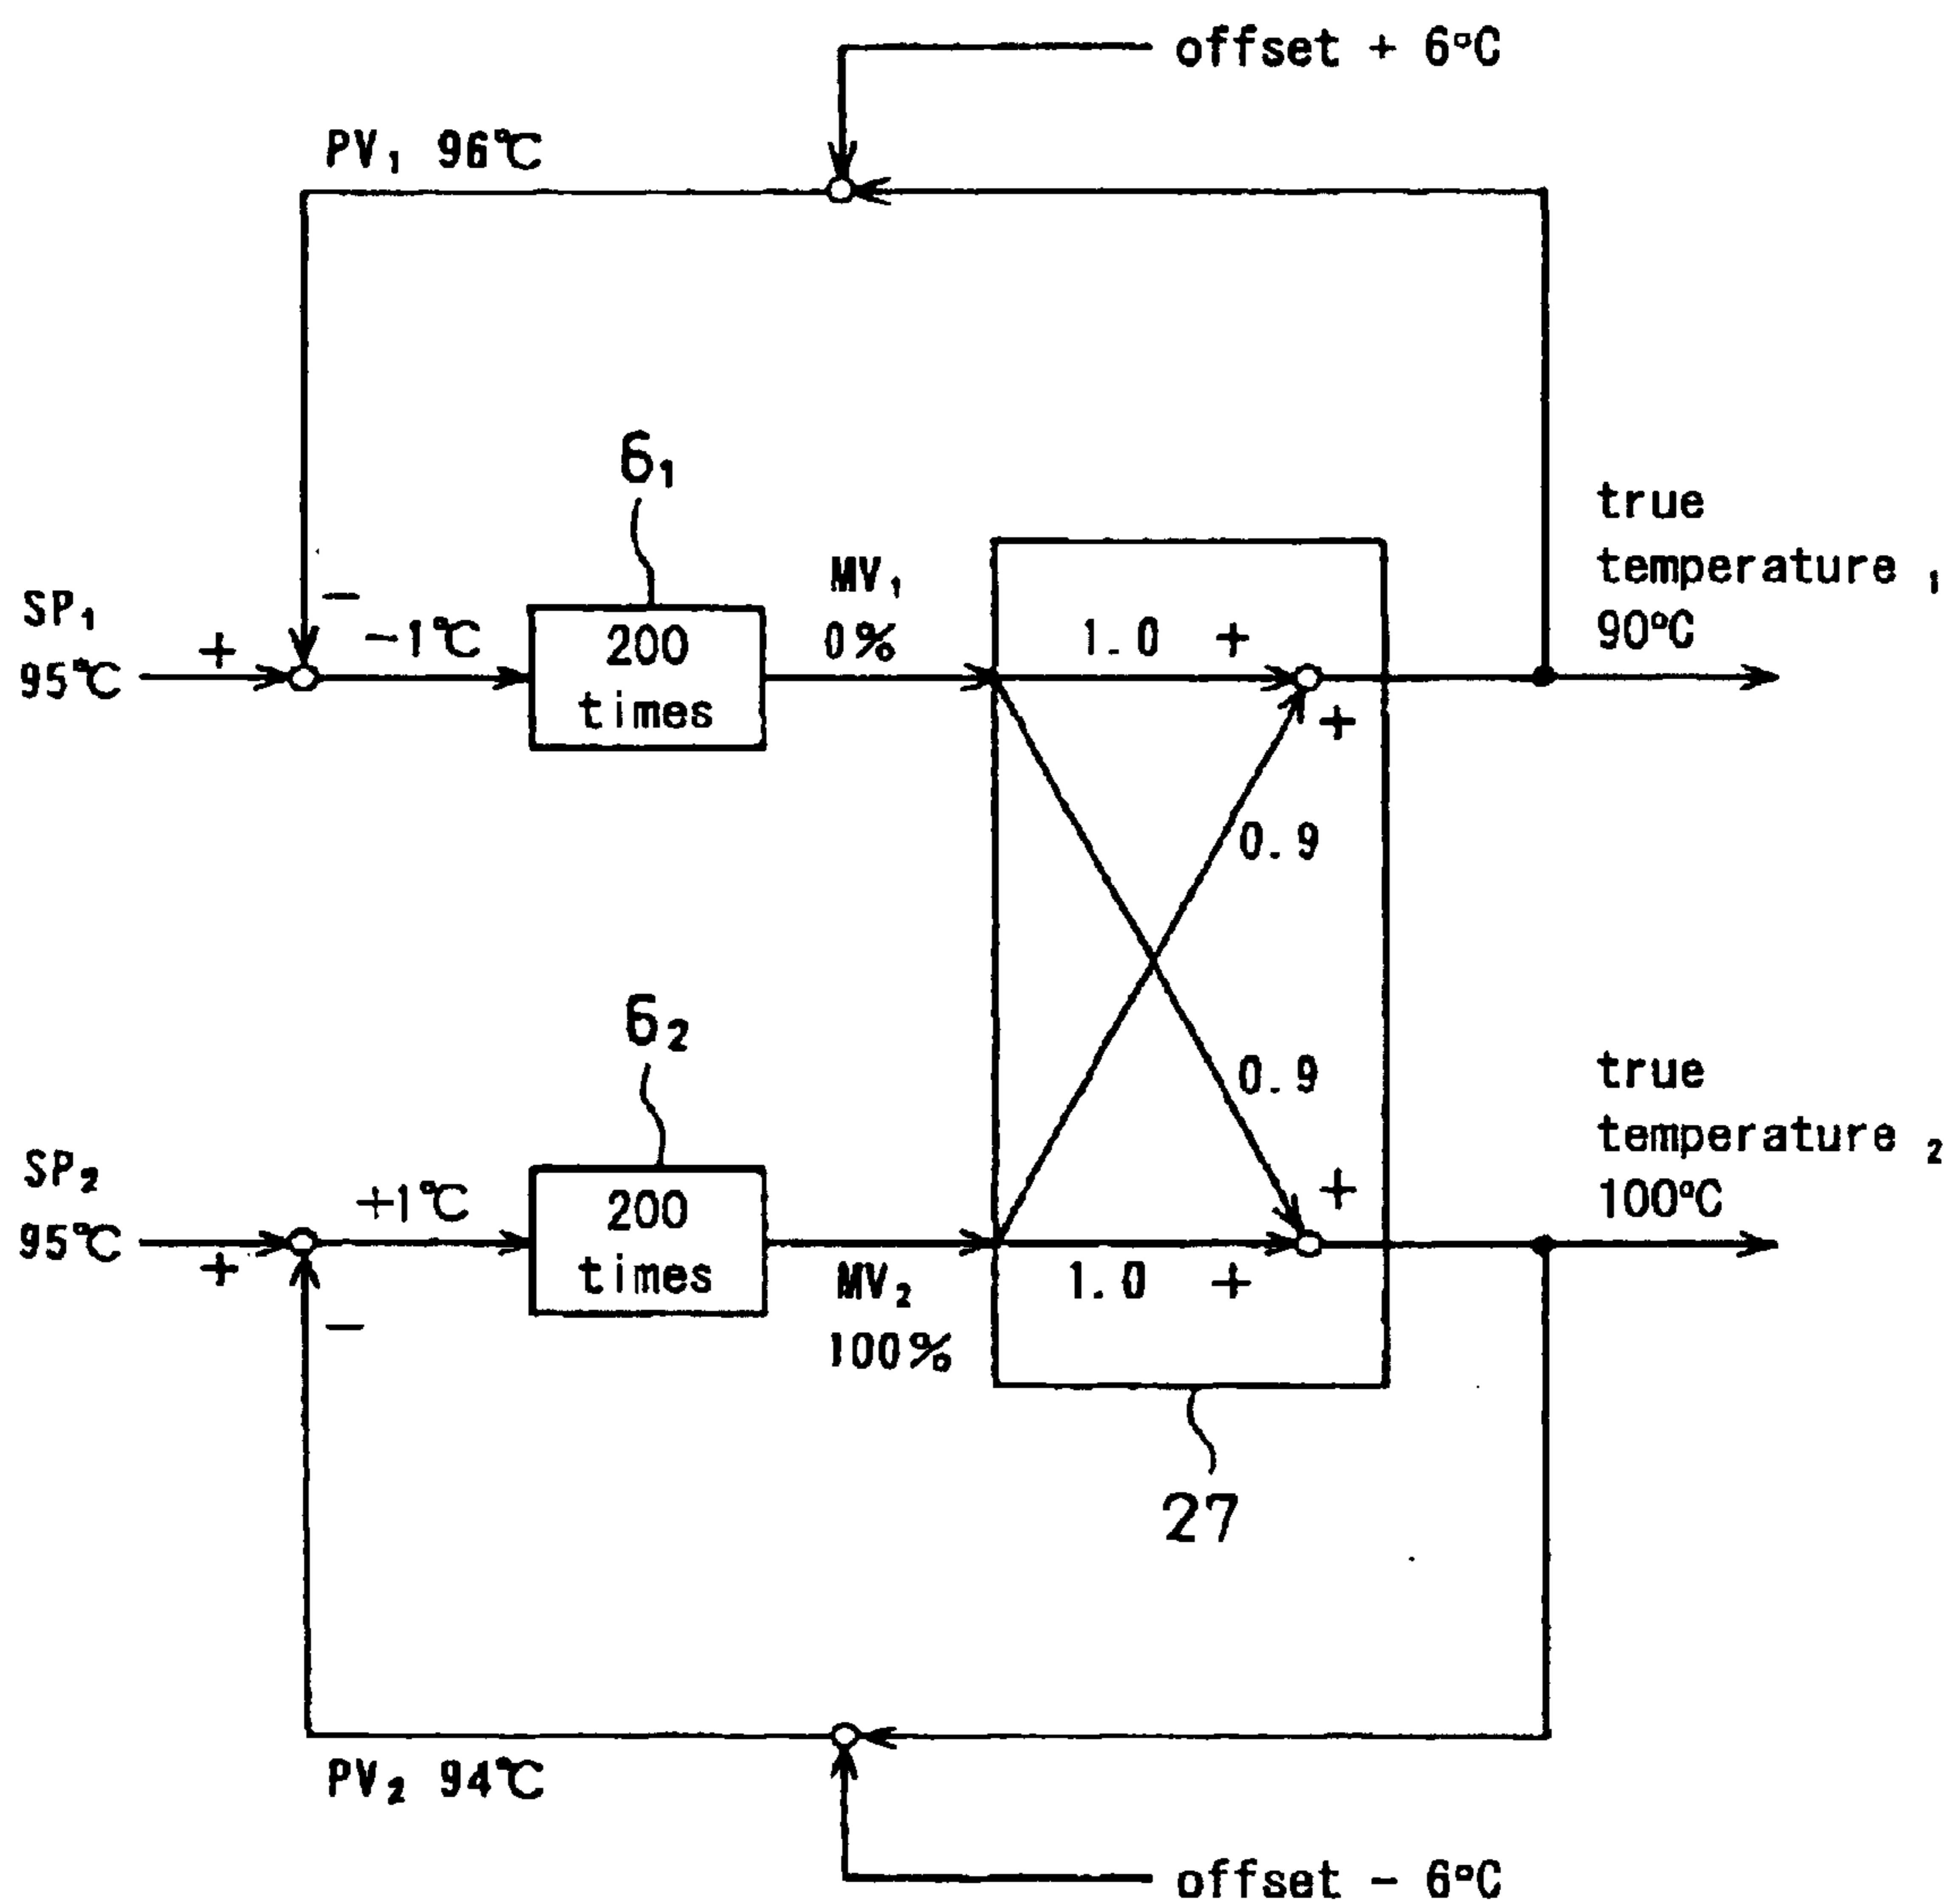 offset + 6°C
PV₁ 96℃
6₁
true
temperature ₁
90°C
SP₁
95℃
+
−
−1℃
200
times
MV₁
0%
1.0 +
+
0.9
0.9
6₂
true
temperature ₂
100°C
SP₂
95℃
+
−
+1℃
200
times
MV₂
100%
+
1.0 +
27
PV₂ 94℃
offset − 6°C